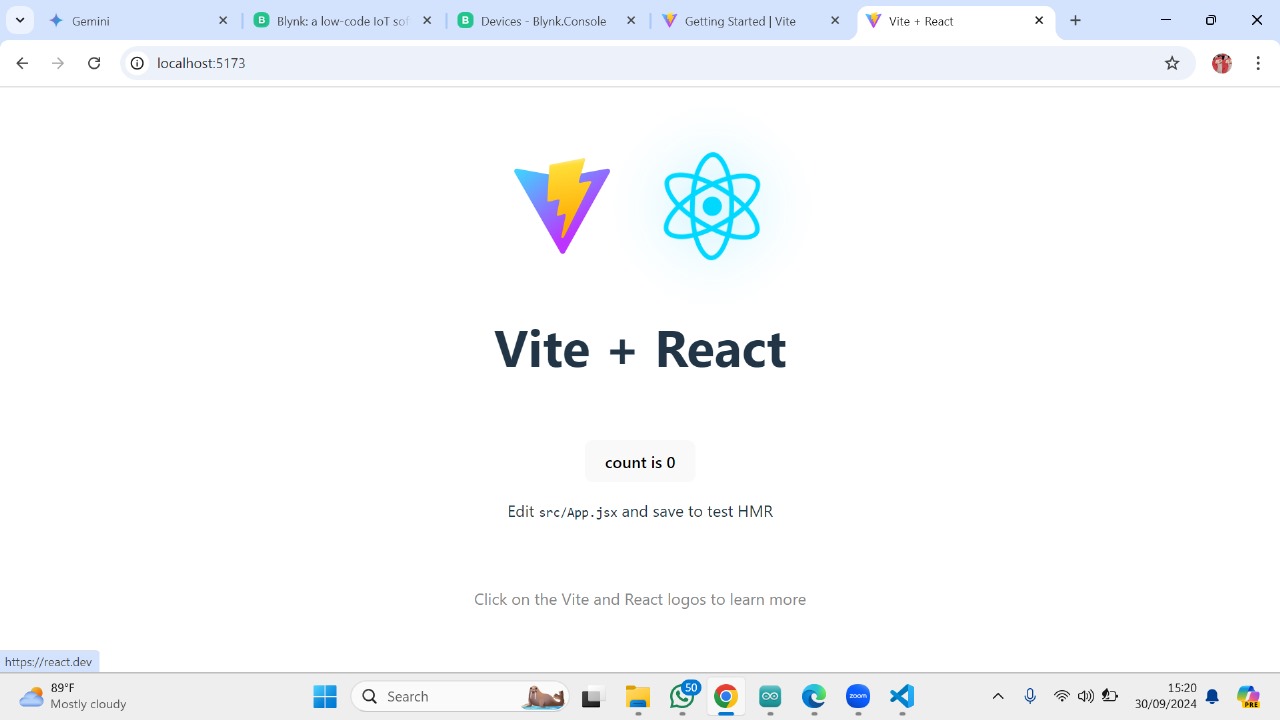 Gemini
Blynk: a low-code IoT sof
Devices - Blynk.Console
Getting Started | Vite
Vite + React
localhost:5173
Vite + React
count is 0
Edit src/App.jsx and save to test HMR
Click on the Vite and React logos to learn more
https://react.dev
89°F
Mostly cloudy
Search
50
zoom
15:20
30/09/2024
PRE